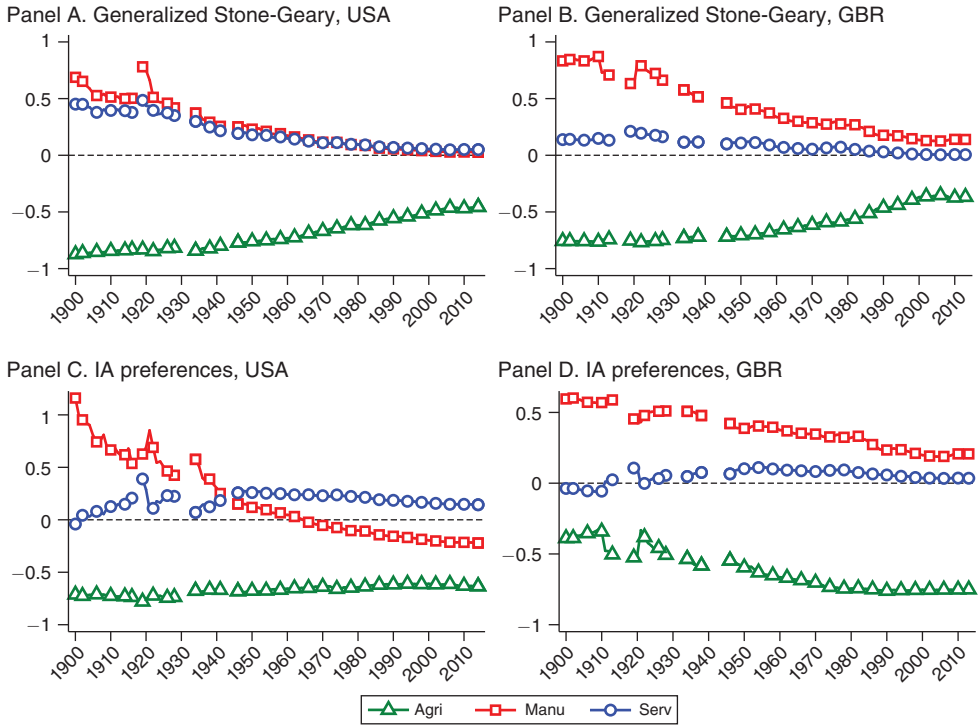 Panel A. Generalized Stone-Geary, USA
1
0.5
0
−0.5
−1
1900 1910 1920 1930 1940 1950 1960 1970 1980 1990 2000 2010
Panel B. Generalized Stone-Geary, GBR
1
0.5
0
−0.5
−1
1900 1910 1920 1930 1940 1950 1960 1970 1980 1990 2000 2010
Panel C. IA preferences, USA
1
0.5
0
−0.5
−1
1900 1910 1920 1930 1940 1950 1960 1970 1980 1990 2000 2010
Panel D. IA preferences, GBR
0.5
0
−0.5
−1
1900 1910 1920 1930 1940 1950 1960 1970 1980 1990 2000 2010
Agri Manu Serv